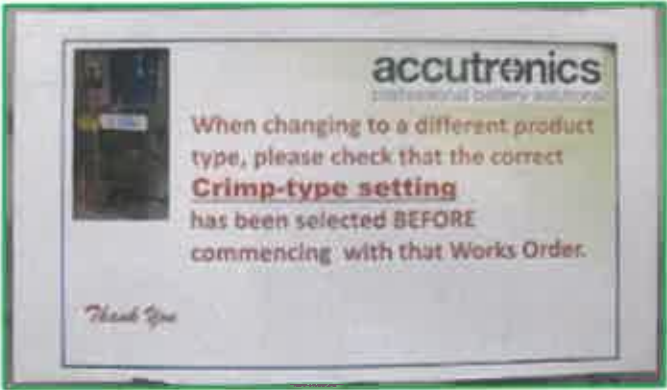 accutronics
professional battery solutions
When changing to a different product
type, please check that the correct
Crimp-type setting
has been selected BEFORE
commencing with that Works Order.
Thank You